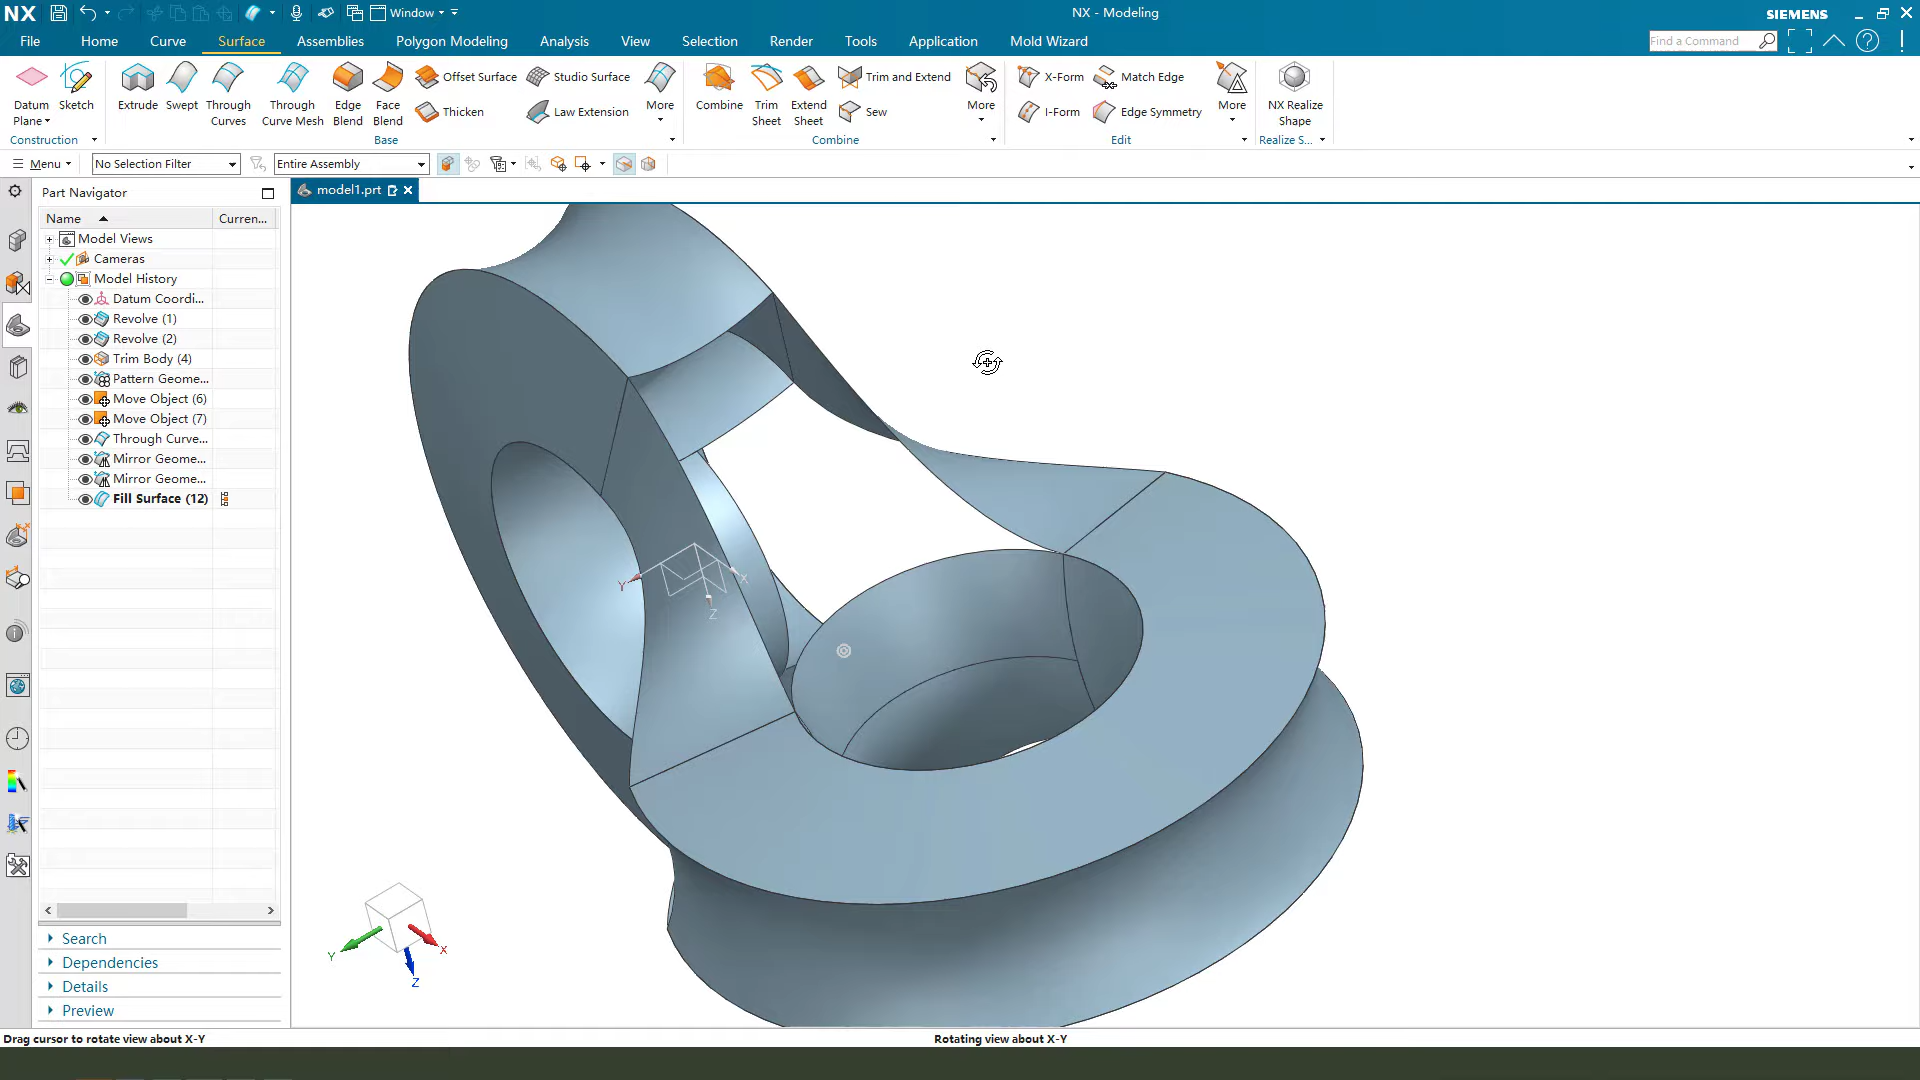 NX
Window
NX - Modeling
SIEMENS
File
Home
Curve
Surface
Assemblies
Polygon Modeling
Analysis
View
Selection
Render
Tools
Application
Mold Wizard
Find a Command
Datum Plane
Sketch
Extrude
Swept
Through Curves
Through Curve Mesh
Edge Blend
Face Blend
Offset Surface
Thicken
Studio Surface
Law Extension
More
Combine
Trim Sheet
Extend Sheet
Trim and Extend
Sew
More
X-Form
I-Form
Match Edge
Edge Symmetry
More
NX Realize Shape
Construction
Base
Combine
Edit
Realize S...
Menu
No Selection Filter
Entire Assembly
Part Navigator
model1.prt
Name
Curren...
Model Views
Cameras
Model History
Datum Coordi...
Revolve (1)
Revolve (2)
Trim Body (4)
Pattern Geome...
Move Object (6)
Move Object (7)
Through Curve...
Mirror Geome...
Mirror Geome...
Fill Surface (12)
Y
X
Z
Y
X
Z
Search
Dependencies
Details
Preview
Drag cursor to rotate view about X-Y
Rotating view about X-Y